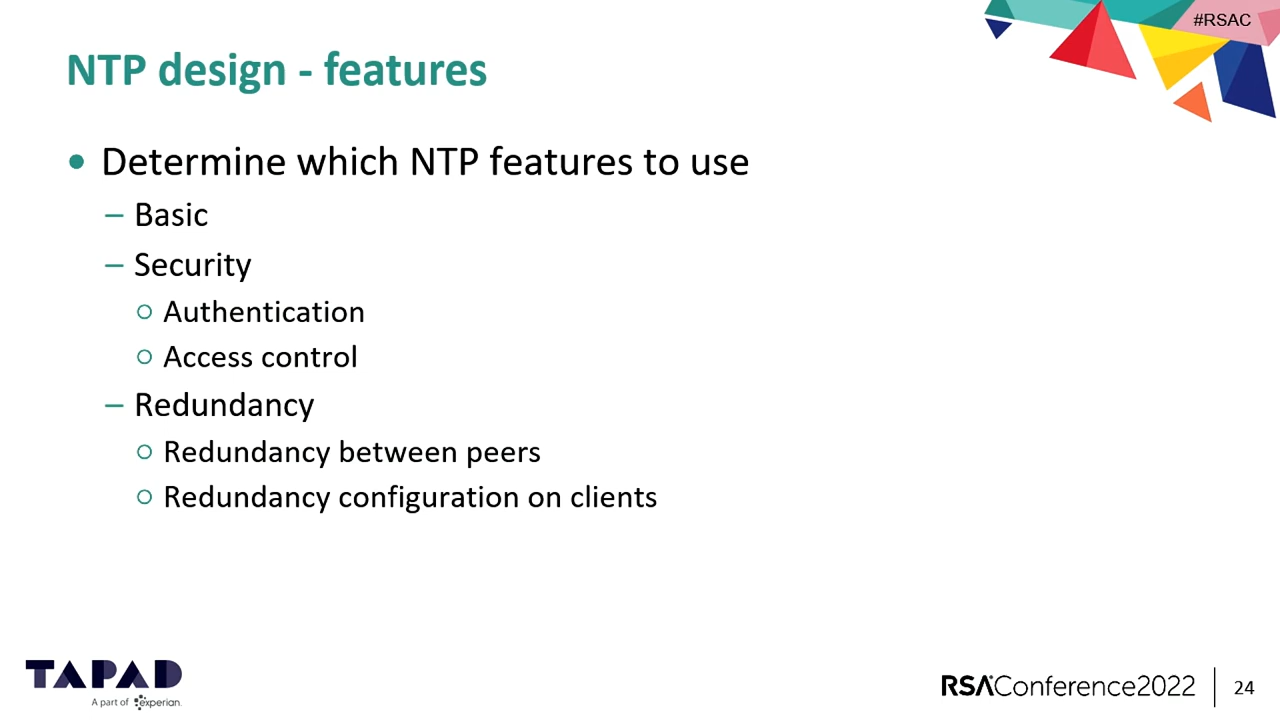 #RSAC
NTP design - features
• Determine which NTP features to use
– Basic
– Security
○ Authentication
○ Access control
– Redundancy
○ Redundancy between peers
○ Redundancy configuration on clients
TAPAD
A part of experian.
RSAConference2022
24